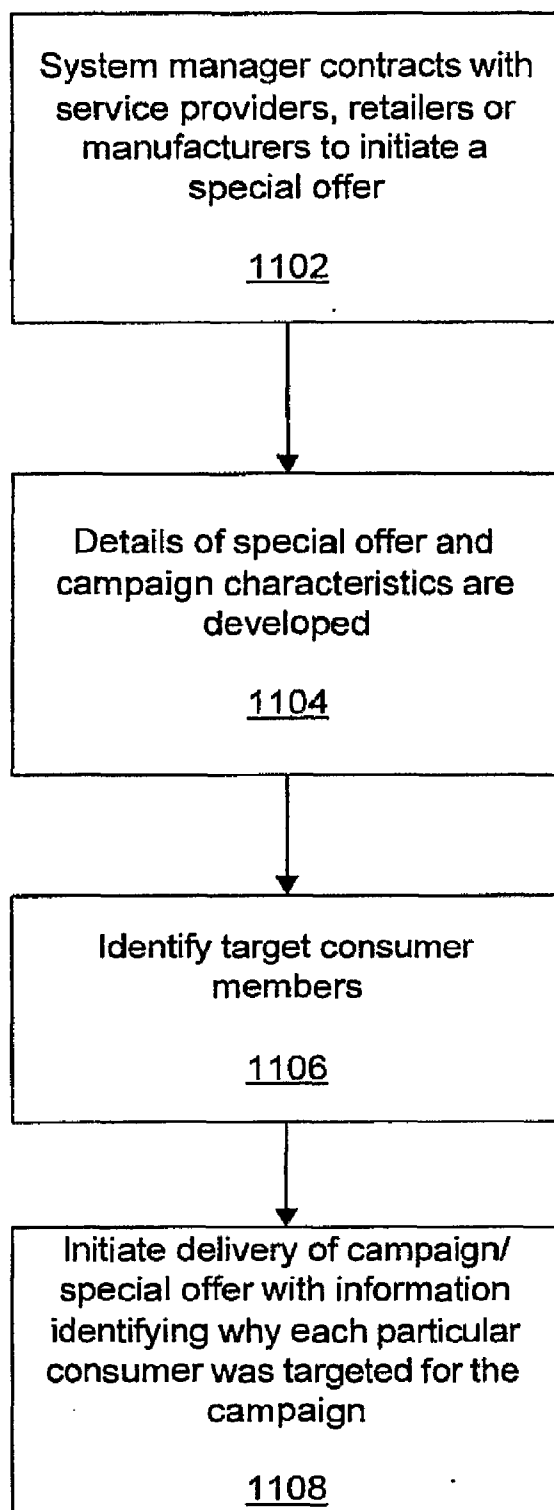 System manager contracts with
service providers, retailers or
manufacturers to initiate a
special offer
1102
Details of special offer and
campaign characteristics are
developed
1104
Identify target consumer
members
1106
Initiate delivery of campaign/
special offer with information
identifying why each particular
consumer was targeted for the
campaign
1108